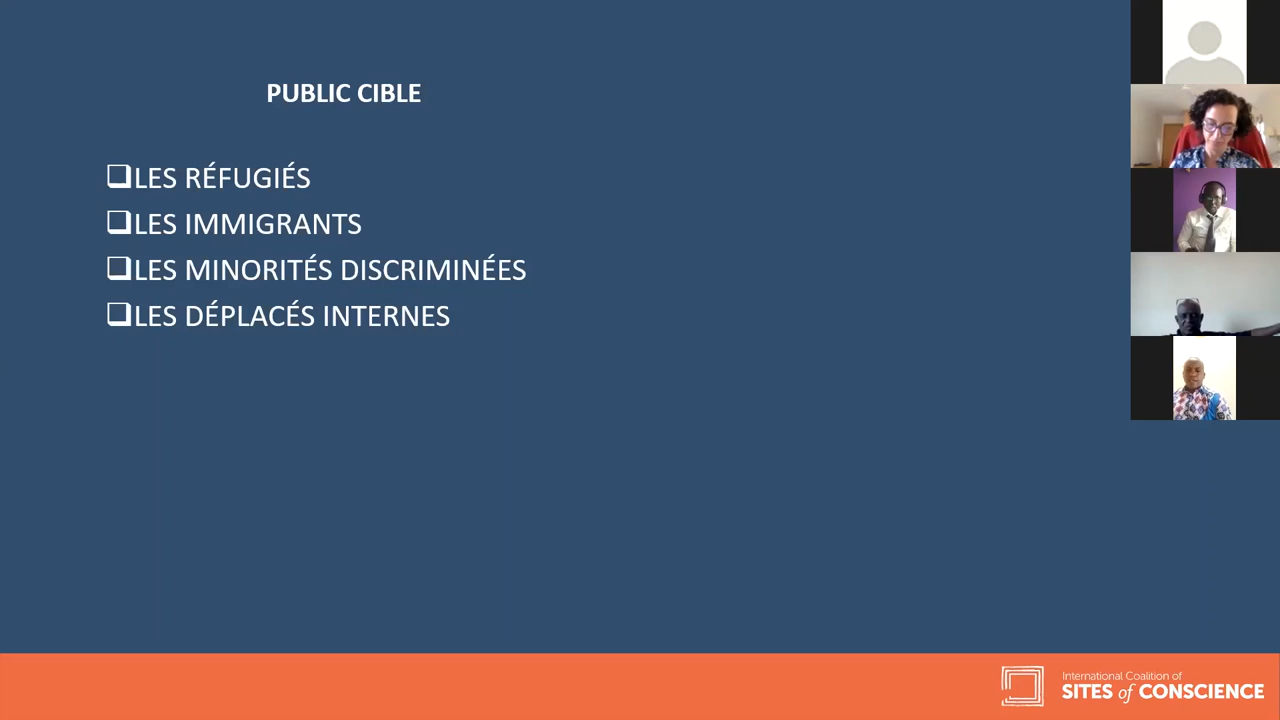 PUBLIC CIBLE
❑LES RÉFUGIÉS
❑LES IMMIGRANTS
❑LES MINORITÉS DISCRIMINÉES
❑LES DÉPLACÉS INTERNES
International Coalition of
SITES of CONSCIENCE